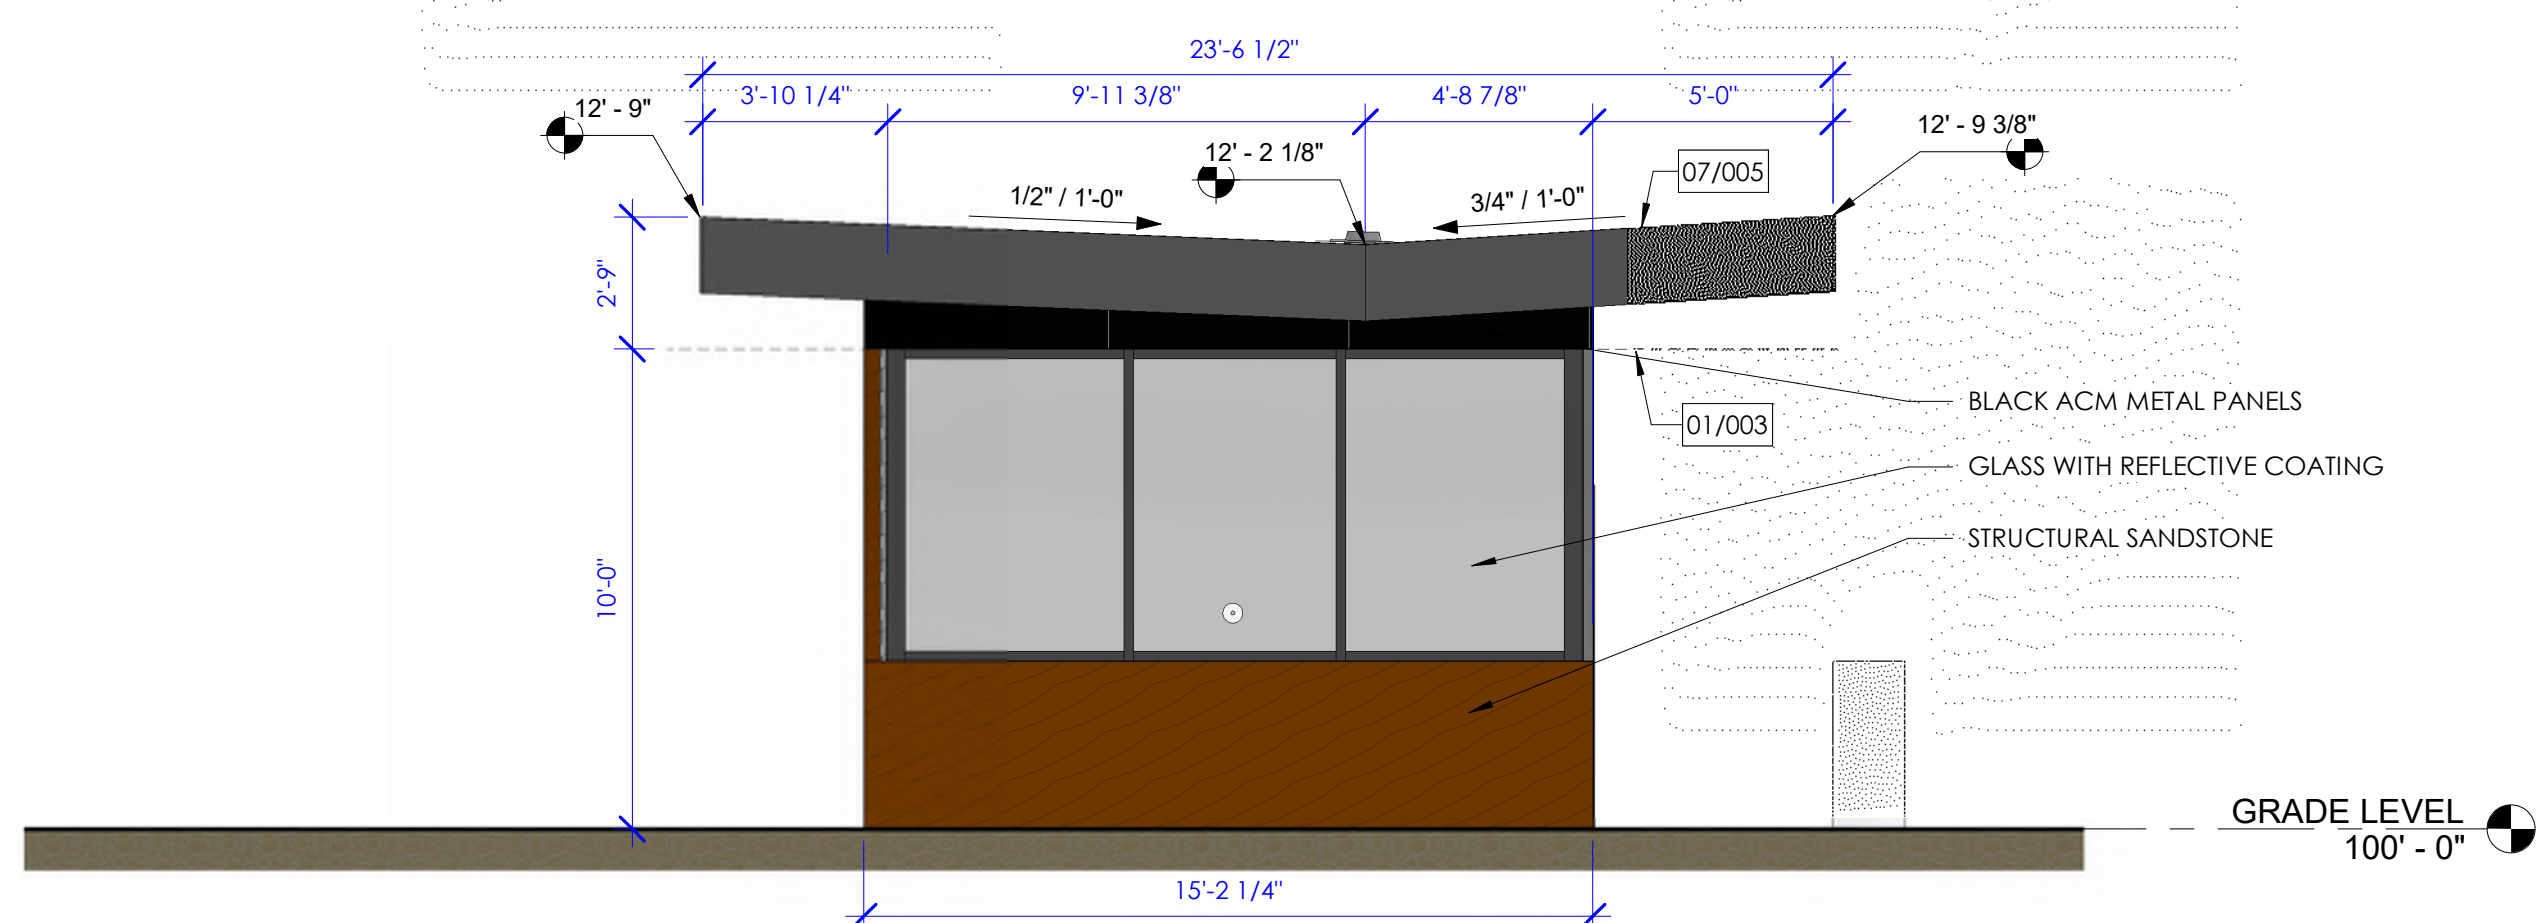 23'-6 1/2"
3'-10 1/4"
9'-11 3/8"
4'-8 7/8"
5'-0"
12' - 9"
12' - 2 1/8"
12' - 9 3/8"
07/005
1/2" / 1'-0"
3/4" / 1'-0"
2'-9"
BLACK ACM METAL PANELS
01/003
GLASS WITH REFLECTIVE COATING
STRUCTURAL SANDSTONE
10'-0"
GRADE LEVEL
100' - 0"
15'-2 1/4"